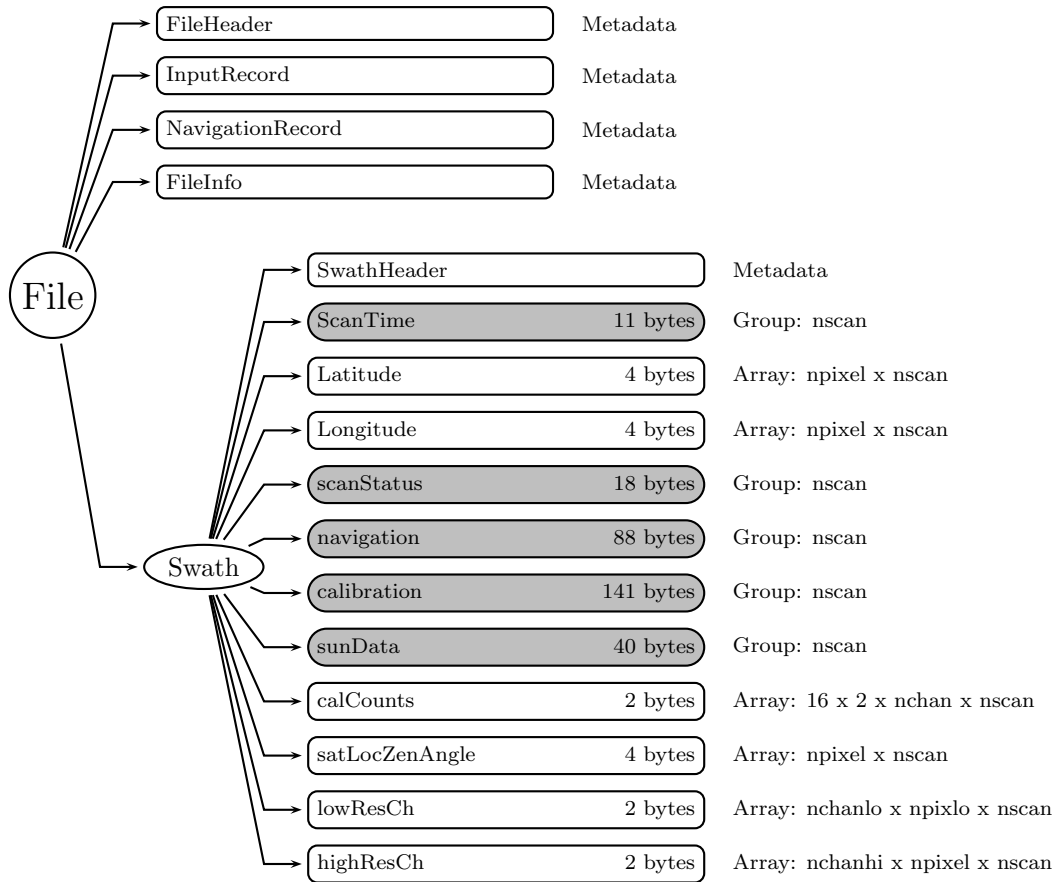 FileHeader Metadata
InputRecord Metadata
NavigationRecord Metadata
FileInfo Metadata
File
SwathHeader Metadata
ScanTime 11 bytes Group: nscan
Latitude 4 bytes Array: npixel x nscan
Longitude 4 bytes Array: npixel x nscan
scanStatus 18 bytes Group: nscan
navigation 88 bytes Group: nscan
Swath
calibration 141 bytes Group: nscan
sunData 40 bytes Group: nscan
calCounts 2 bytes Array: 16 x 2 x nchan x nscan
satLocZenAngle 4 bytes Array: npixel x nscan
lowResCh 2 bytes Array: nchanlo x npixlo x nscan
highResCh 2 bytes Array: nchanhi x npixel x nscan